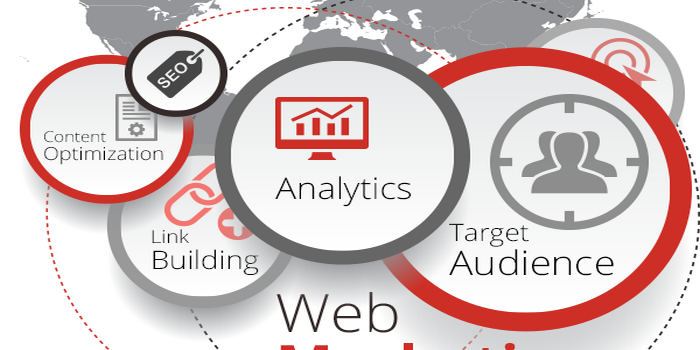 SEO
Content
Optimization
Link
Building
Analytics
Target
Audience
Web